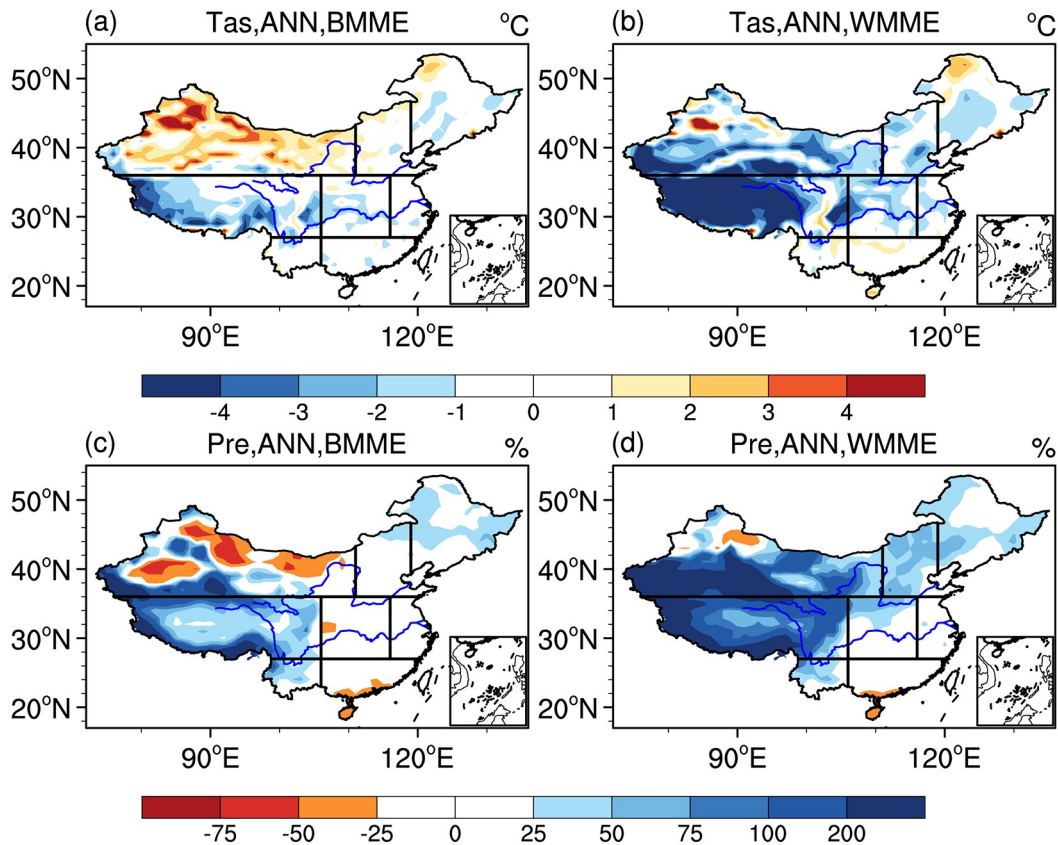 (a) Tas,ANN,BMME °C
(b) Tas,ANN,WMME °C
50°N
40°N
30°N
20°N
90°E 120°E
50°N
40°N
30°N
20°N
90°E 120°E
-4 -3 -2 -1 0 1 2 3 4
(c) Pre,ANN,BMME %
(d) Pre,ANN,WMME %
50°N
40°N
30°N
20°N
90°E 120°E
50°N
40°N
30°N
20°N
90°E 120°E
-75 -50 -25 0 25 50 75 100 200